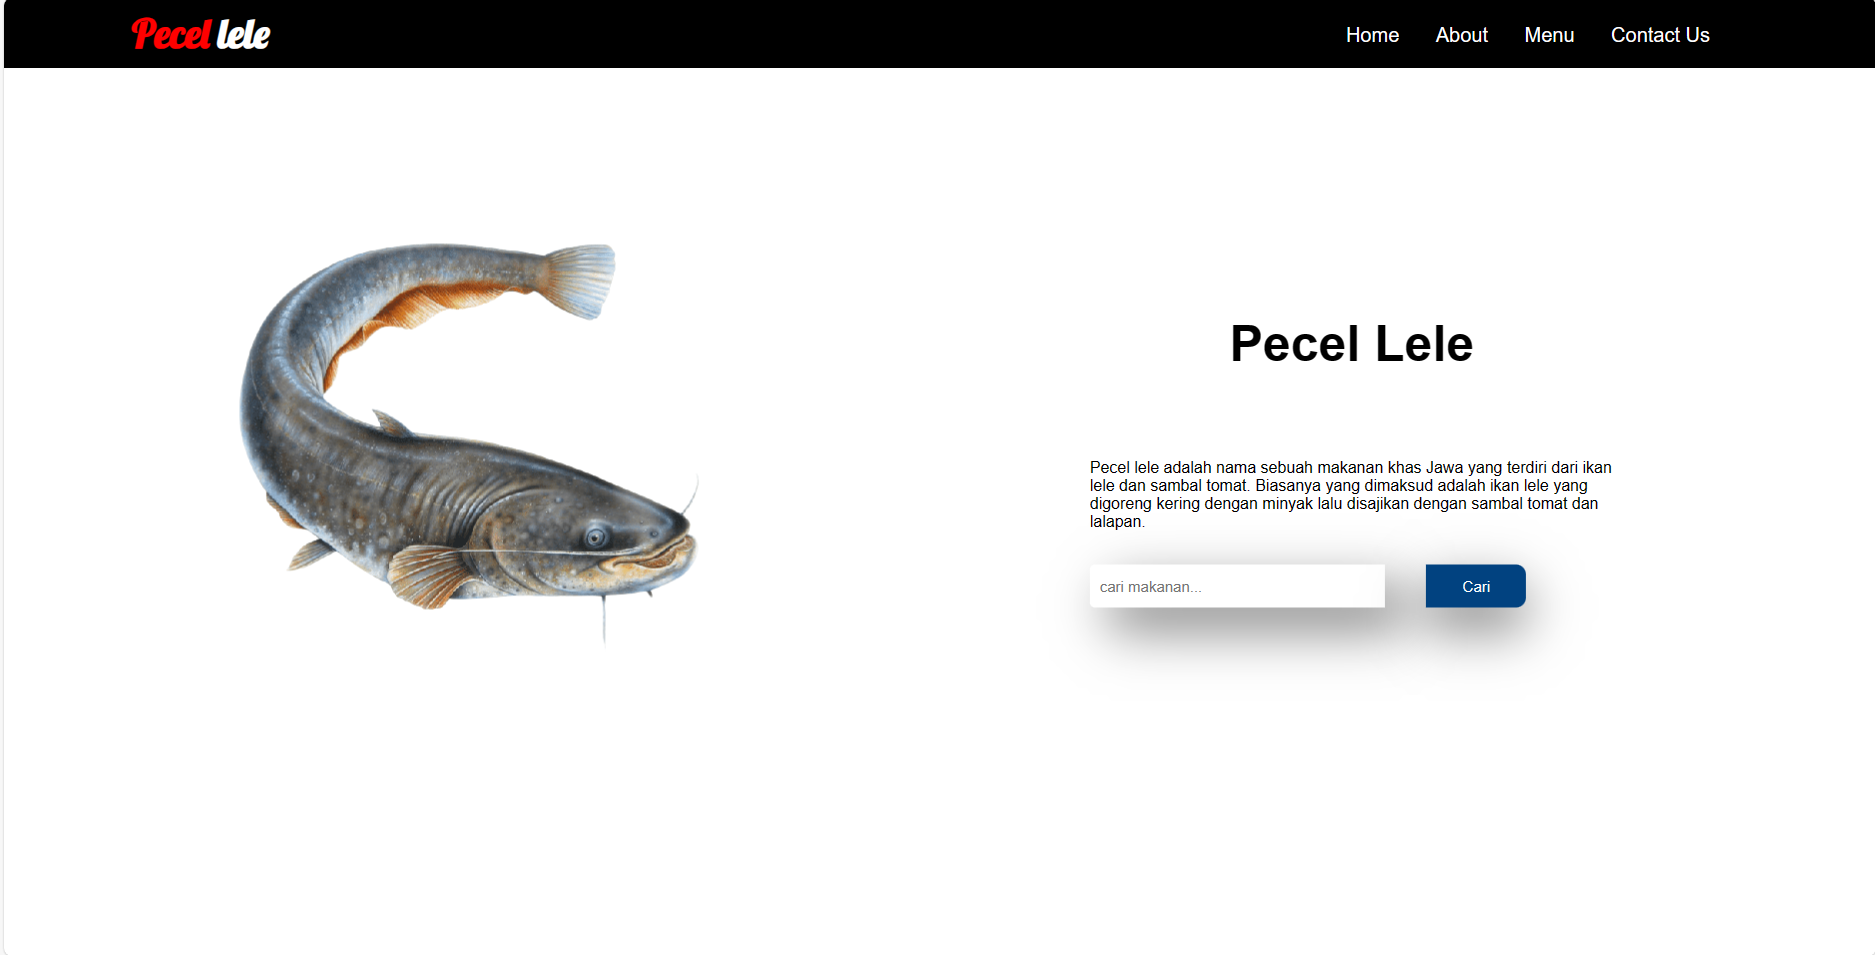 Pecel lele
Home About Menu Contact Us
Pecel Lele
Pecel lele adalah nama sebuah makanan khas Jawa yang terdiri dari ikan
lele dan sambal tomat. Biasanya yang dimaksud adalah ikan lele yang
digoreng kering dengan minyak lalu disajikan dengan sambal tomat dan
lalapan.
cari makanan... Cari